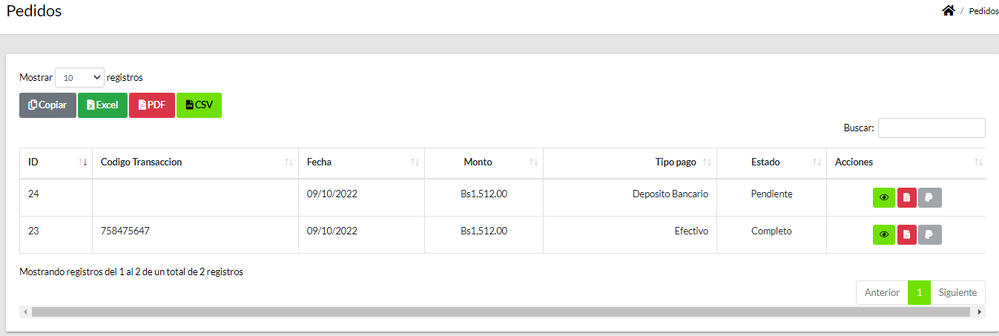 Pedidos
/ Pedidos
Mostrar 10 registros
Copiar Excel PDF CSV
Buscar:
ID Codigo Transaccion Fecha Monto Tipo pago Estado Acciones
24 09/10/2022 Bs1,512.00 Deposito Bancario Pendiente
23 758475647 09/10/2022 Bs1,512.00 Efectivo Completo
Mostrando registros del 1 al 2 de un total de 2 registros
Anterior 1 Siguiente